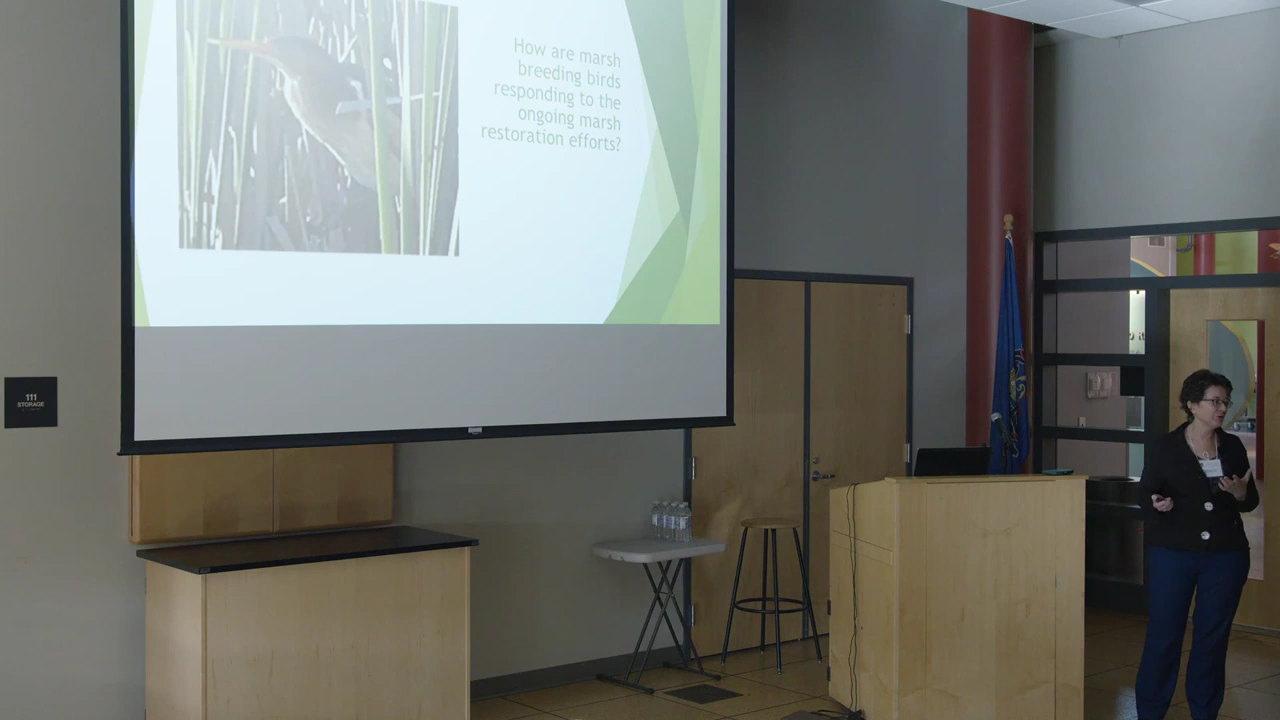 How are marsh
breeding birds
responding to the
ongoing marsh
restoration efforts?
111
STORAGE